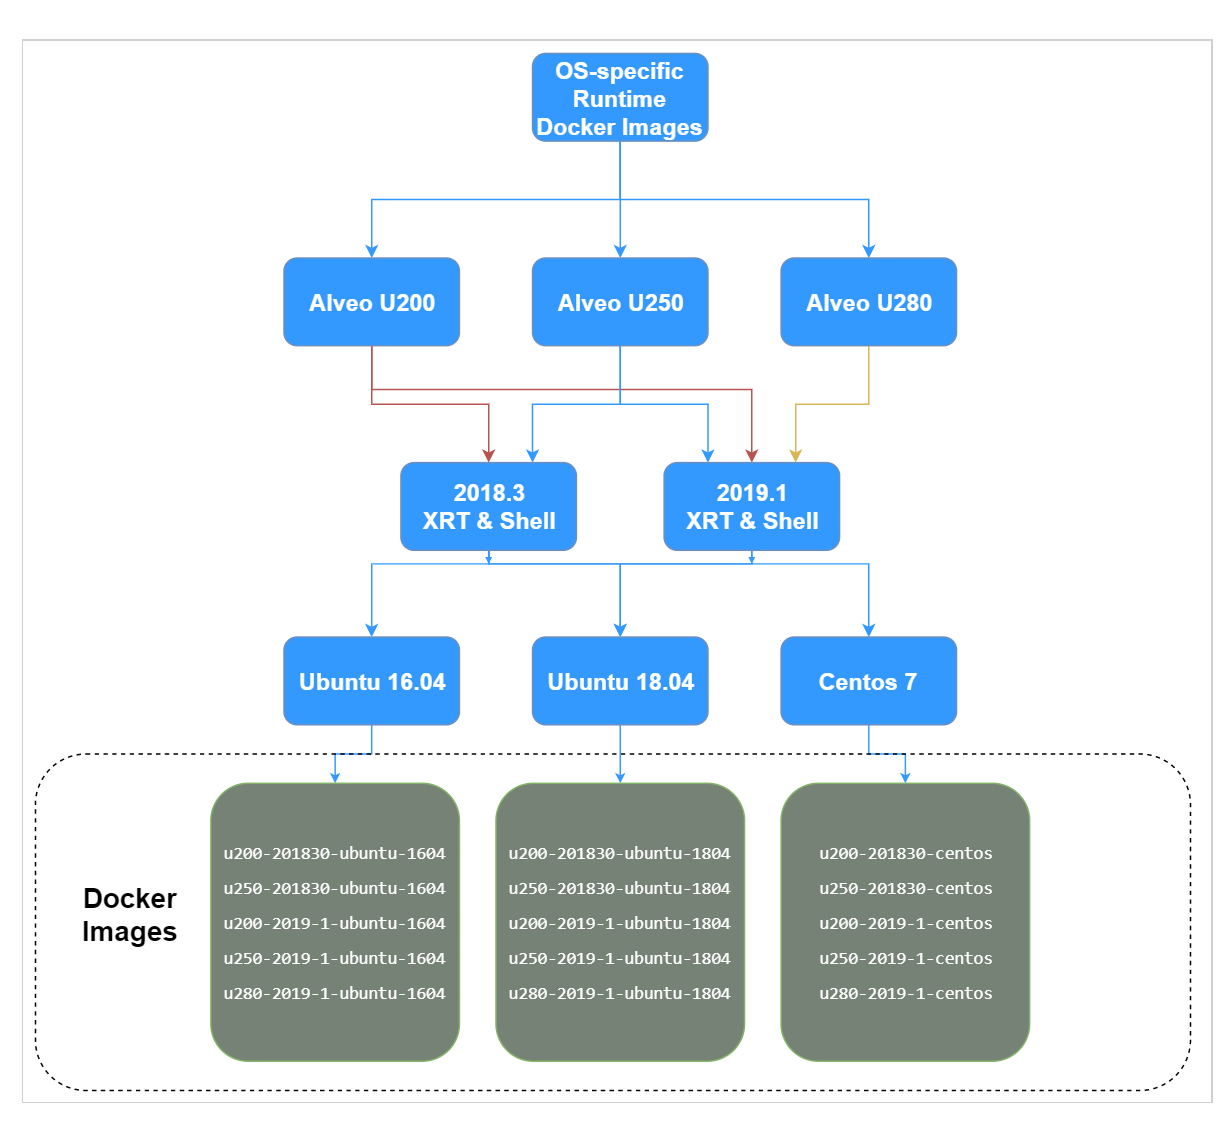 OS-specific
Runtime
Docker Images
Alveo U200
Alveo U250
Alveo U280
2018.3
XRT & Shell
2019.1
XRT & Shell
Ubuntu 16.04
Ubuntu 18.04
Centos 7
Docker
Images
u200-201830-ubuntu-1604
u250-201830-ubuntu-1604
u200-2019-1-ubuntu-1604
u250-2019-1-ubuntu-1604
u280-2019-1-ubuntu-1604
u200-201830-ubuntu-1804
u250-201830-ubuntu-1804
u200-2019-1-ubuntu-1804
u250-2019-1-ubuntu-1804
u280-2019-1-ubuntu-1804
u200-201830-centos
u250-201830-centos
u200-2019-1-centos
u250-2019-1-centos
u280-2019-1-centos